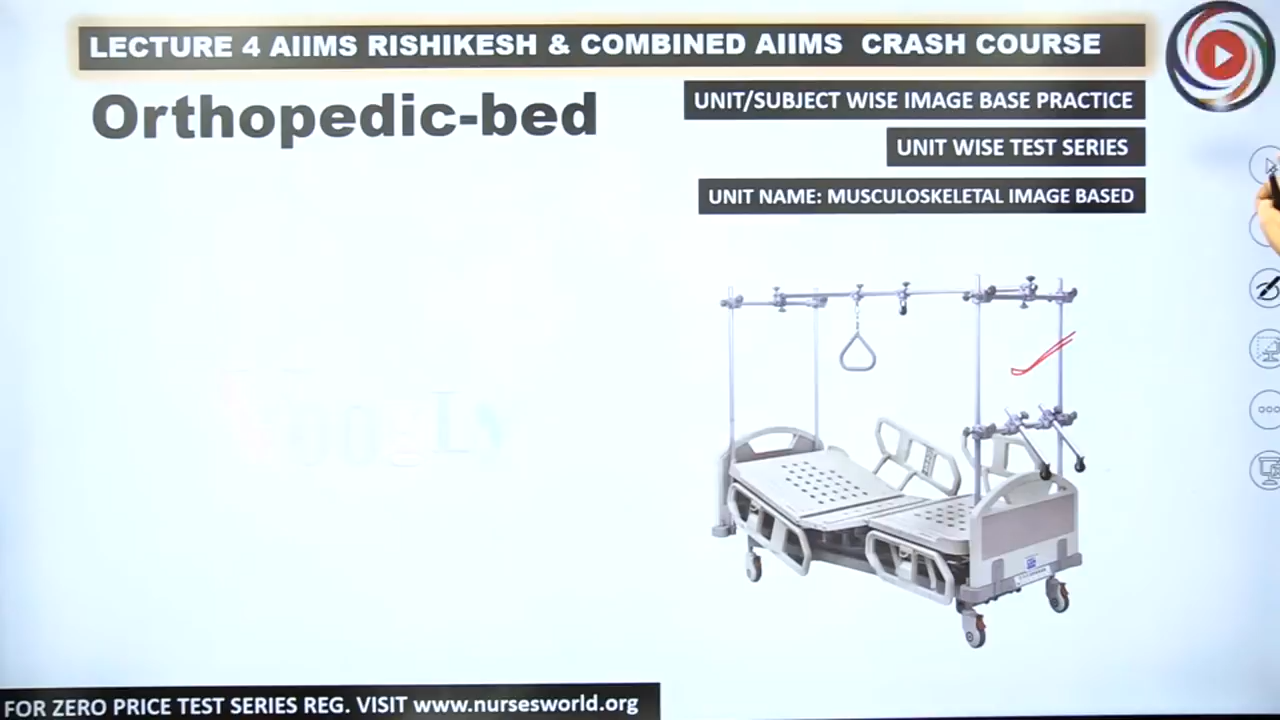 LECTURE 4 AIIMS RISHIKESH & COMBINED AIIMS CRASH COURSE
Orthopedic-bed
UNIT/SUBJECT WISE IMAGE BASE PRACTICE
UNIT WISE TEST SERIES
UNIT NAME: MUSCULOSKELETAL IMAGE BASED
FOR ZERO PRICE TEST SERIES REG. VISIT www.nursesworld.org